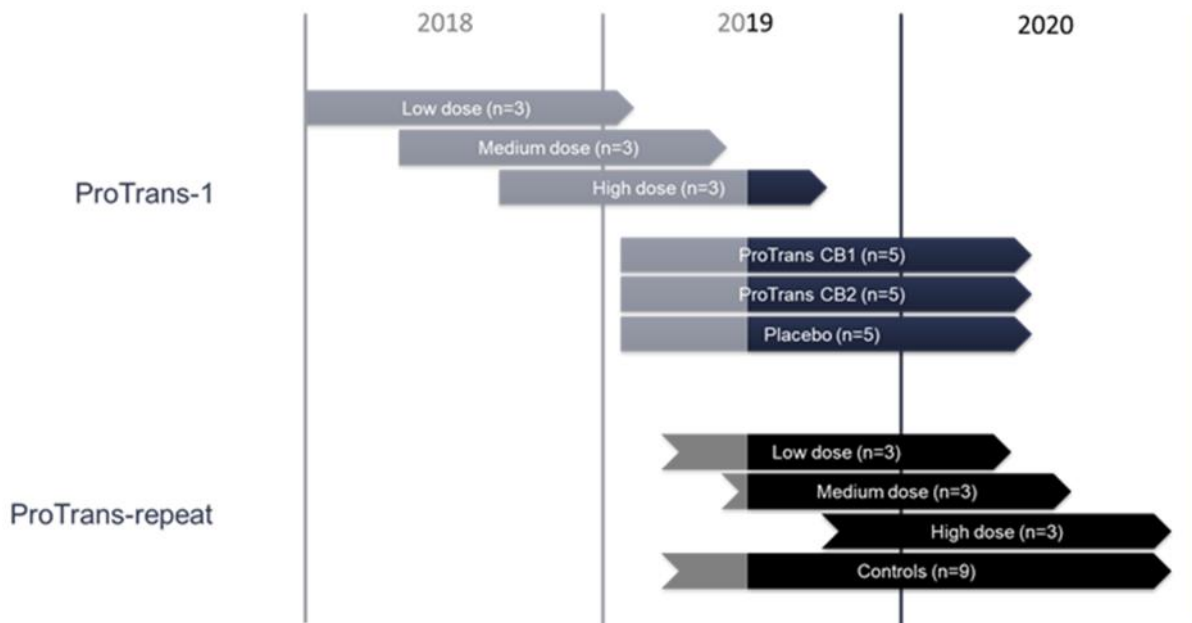 2018 2019 2020
Low dose (n=3)
Medium dose (n=3)
High dose (n=3)
ProTrans-1
ProTrans CB1 (n=5)
ProTrans CB2 (n=5)
Placebo (n=5)
Low dose (n=3)
Medium dose (n=3)
ProTrans-repeat
High dose (n=3)
Controls (n=9)